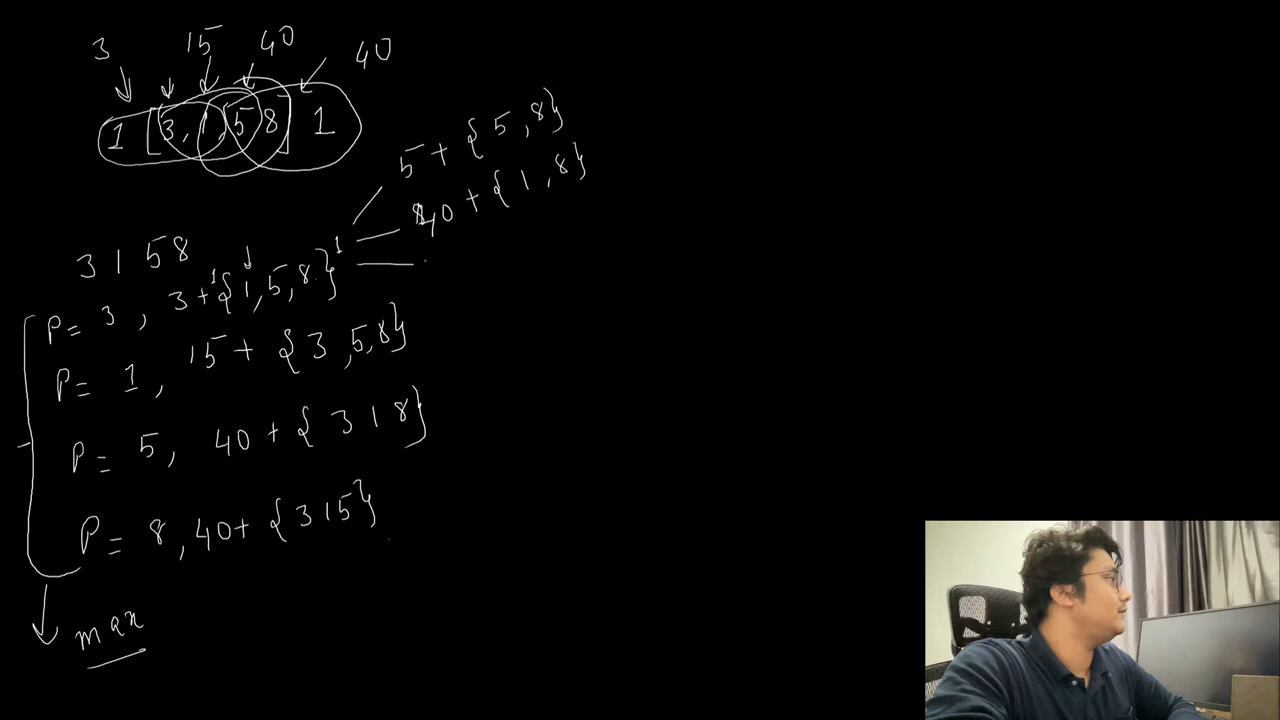 3 15 40 40
1 [3, 1, 5 8] 1
5 + {5, 8}
40 + {1, 8}
3 1 5 8
P = 3, 3 + 1{1, 5, 8}1
P = 1, 15 + {3, 5, 8}
P = 5, 40 + {3 1 8}
P = 8, 40 + {3 1 5}
max